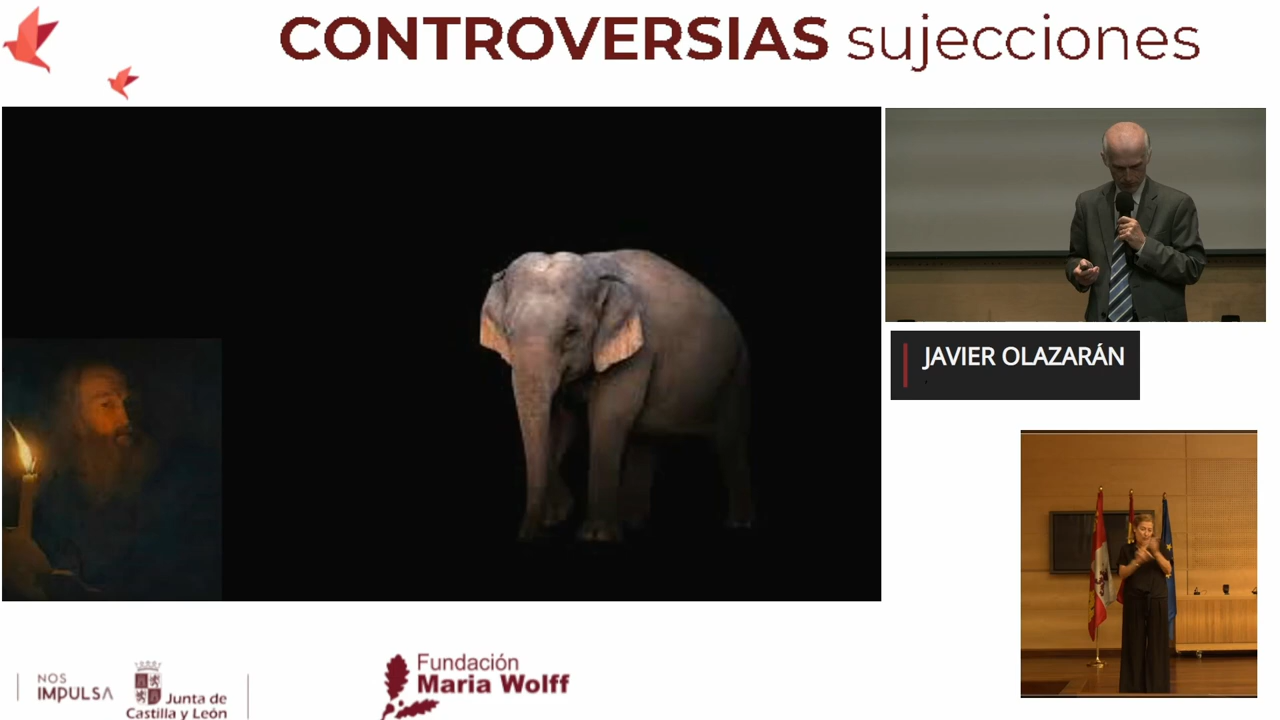 CONTROVERSIAS sujecciones
JAVIER OLAZARÁN
NOS
IMPULSA
Junta de
Castilla y León
Fundación
Maria Wolff